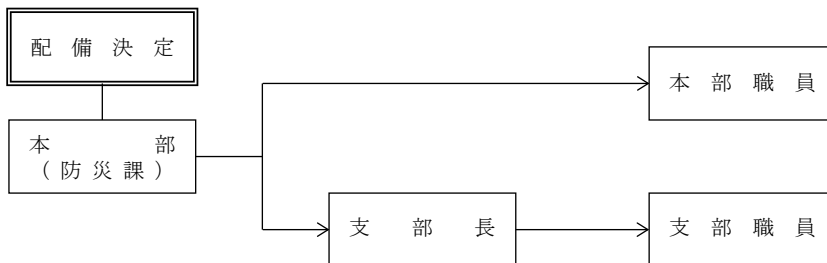 配備決定
本部職員
本部
（防災課）
支部長
支部職員